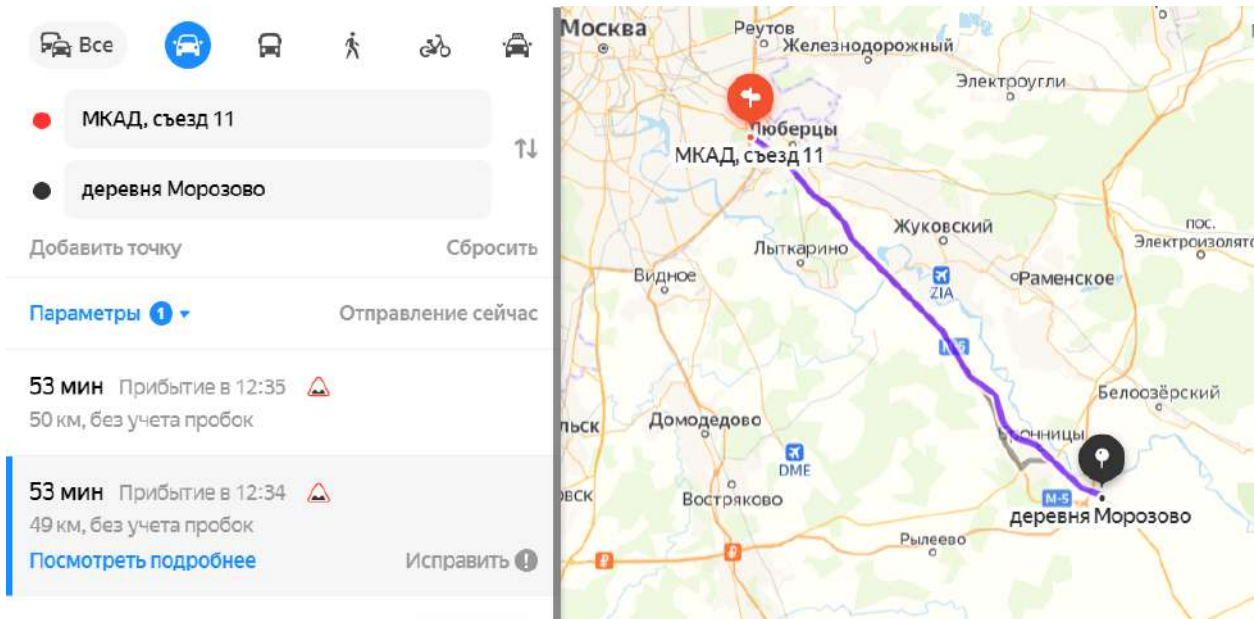 Все
МКАД, съезд 11
деревня Морозово
Добавить точку Сбросить
Параметры 1 Отправление сейчас
53 мин Прибытие в 12:35
50 км, без учета пробок
53 мин Прибытие в 12:34
49 км, без учета пробок
Посмотреть подробнее Исправить
Москва
Реутов
Железнодорожный
Электроугли
Люберцы
МКАД, съезд 11
Жуковский
пос.
Электроизолято
Лыткарино
Видное
ZIA
Раменское
М-5
Белоозёрский
льск
Домодедово
Бронницы
DME
вск
Востряково
М-5
деревня Морозово
Рылеево